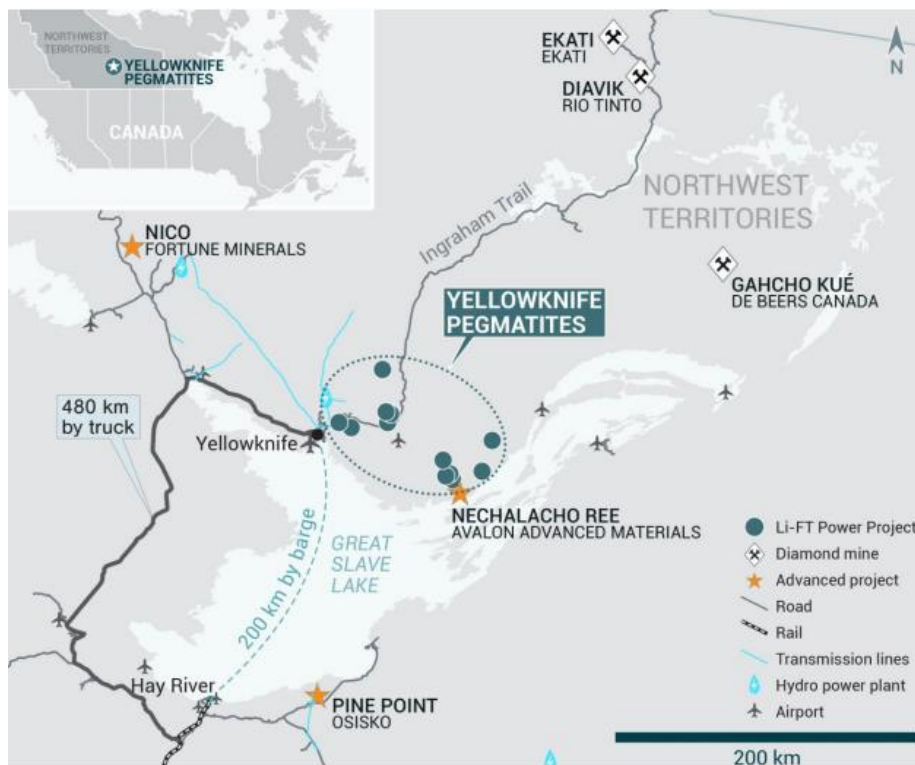 NORTHWEST
TERRITORIES
YELLOWKNIFE
PEGMATITES
CANADA
EKATI
EKATI
DIAVIK
RIO TINTO
N
NORTHWEST
TERRITORIES
Ingraham Trail
NICO
FORTUNE MINERALS
GAHCHO KUÉ
DE BEERS CANADA
YELLOWKNIFE
PEGMATITES
480 km
by truck
Yellowknife
NECHALACHO REE
AVALON ADVANCED MATERIALS
GREAT
SLAVE
LAKE
200 km by barge
Hay River
PINE POINT
OSISKO
Li-FT Power Project
Diamond mine
Advanced project
Road
Rail
Transmission lines
Hydro power plant
Airport
200 km